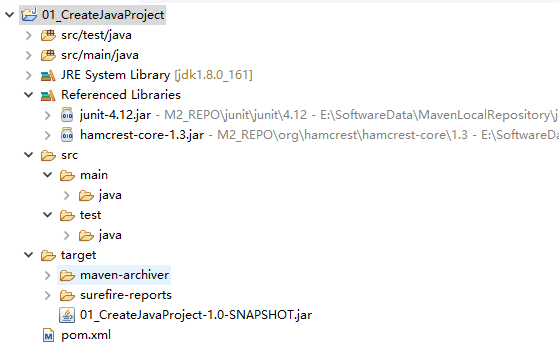 01_CreateJavaProject
src/test/java
src/main/java
JRE System Library [jdk1.8.0_161]
Referenced Libraries
junit-4.12.jar - M2_REPO\junit\junit\4.12 - E:\SoftwareData\MavenLocalRepository\j
hamcrest-core-1.3.jar - M2_REPO\org\hamcrest\hamcrest-core\1.3 - E:\SoftwareDa
src
main
java
test
java
target
maven-archiver
surefire-reports
01_CreateJavaProject-1.0-SNAPSHOT.jar
pom.xml